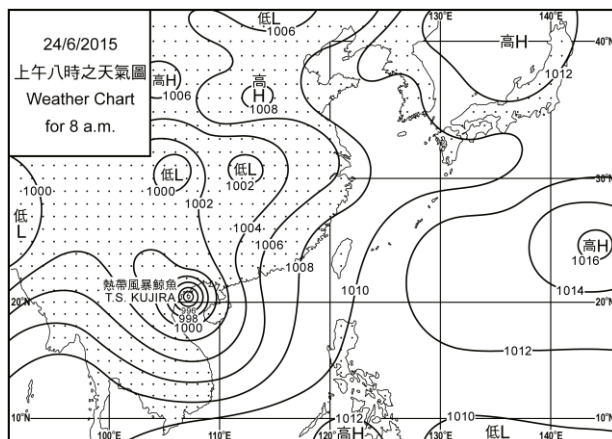 24/6/2015
上午八時之天氣圖
Weather Chart
for 8 a.m.
低L
1006
130°E
140°E
高H
40°N
1012
高H
1006
高
H
1008
1000
低L
1000
低L
1002
1002
30°N
低
L
1004
1006
1008
1010
高H
1016
1014
熱帶風暴鯨魚
T.S. KUJIRA
996
998
1000
20°N
20°N
1012
10°N
100°E
110°E
1012
120°E
高H
1010
130°E
低L
140°E
10°N